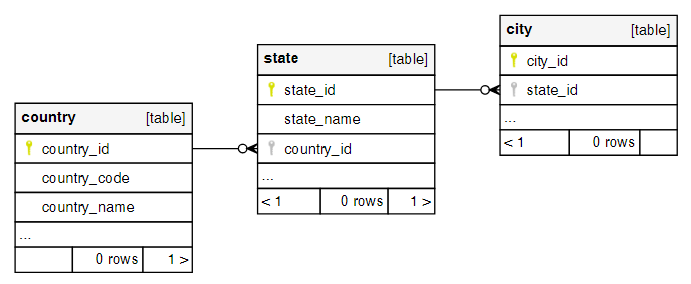 country [table]
country_id
country_code
country_name
...
0 rows 1 >
state [table]
state_id
state_name
country_id
...
< 1 0 rows 1 >
city [table]
city_id
state_id
...
< 1 0 rows